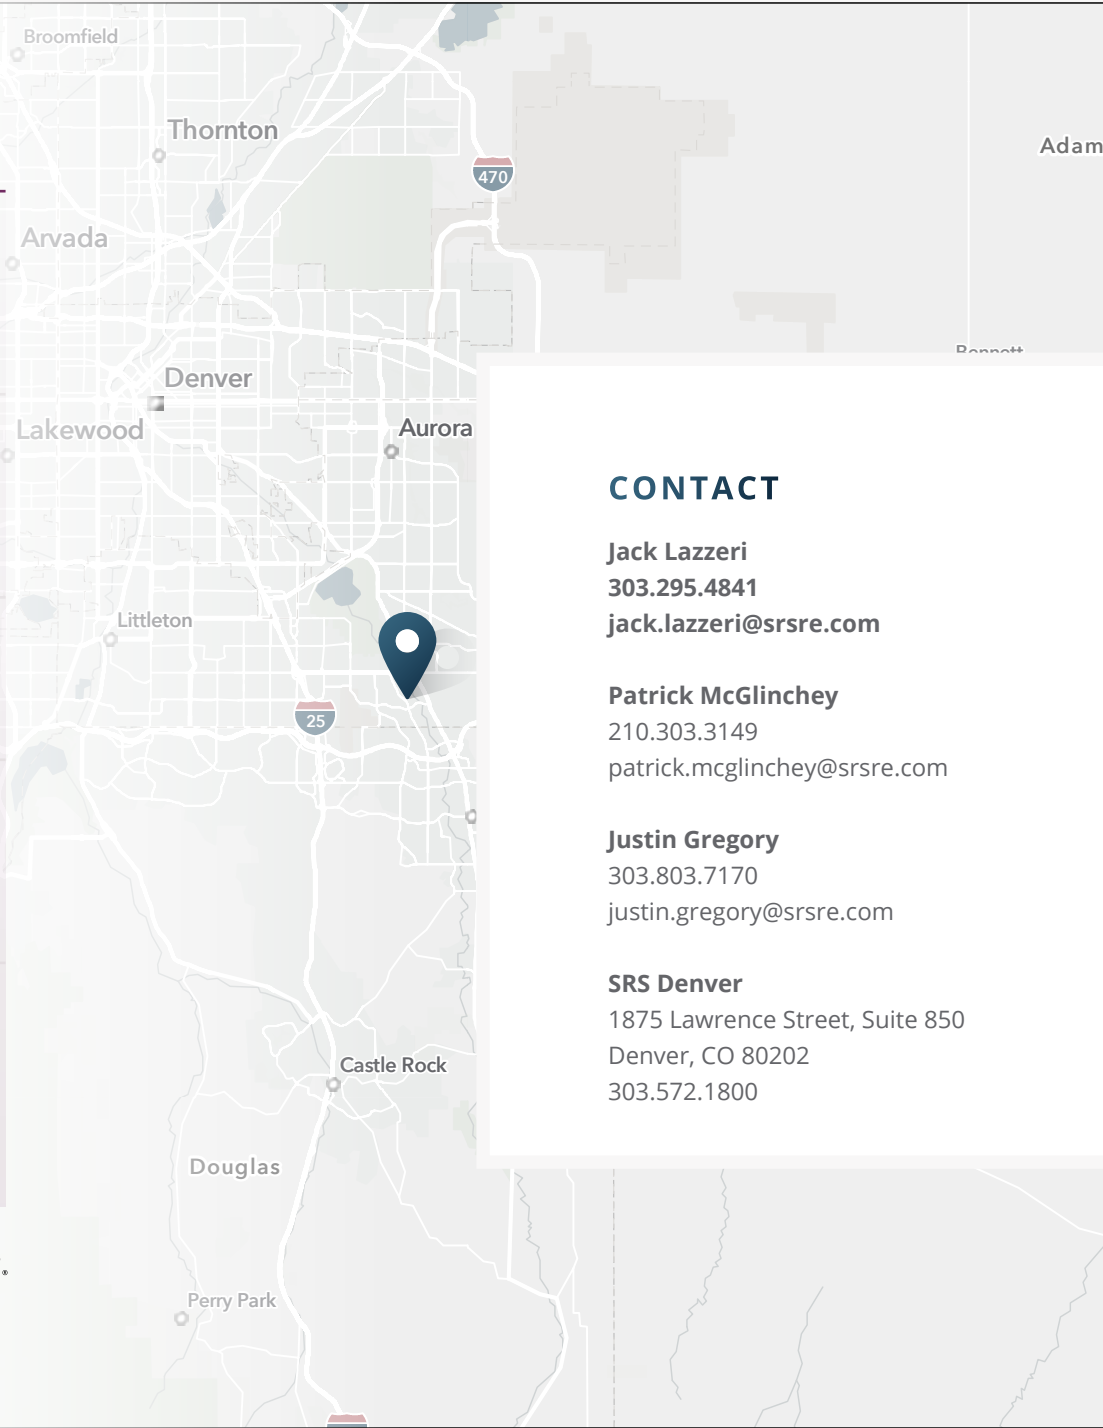 Broomfield
Thornton
470
Adam
Arvada
Bennett
Denver
Lakewood
Aurora
CONTACT
Jack Lazzeri
303.295.4841
jack.lazzeri@srsre.com
Littleton
Patrick McGlinchey
210.303.3149
patrick.mcglinchey@srsre.com
25
Justin Gregory
303.803.7170
justin.gregory@srsre.com
SRS Denver
1875 Lawrence Street, Suite 850
Denver, CO 80202
303.572.1800
Castle Rock
Douglas
®
Perry Park